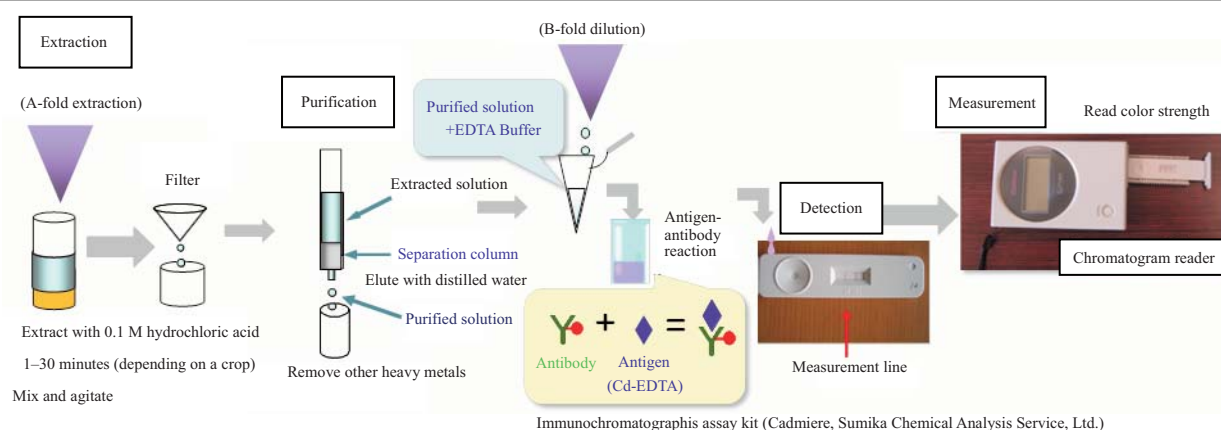 Extraction
(A-fold extraction)
Filter
Extract with 0.1 M hydrochloric acid
1–30 minutes (depending on a crop)
Mix and agitate
Purification
Extracted solution
Separation column
Elute with distilled water
Purified solution
Remove other heavy metals
(B-fold dilution)
Purified solution
+EDTA Buffer
Antigen-
antibody
reaction
+
=
Antibody
Antigen
(Cd-EDTA)
Detection
Measurement line
Measurement
Read color strength
Chromatogram reader
Immunochromatographis assay kit (Cadmiere, Sumika Chemical Analysis Service, Ltd.)